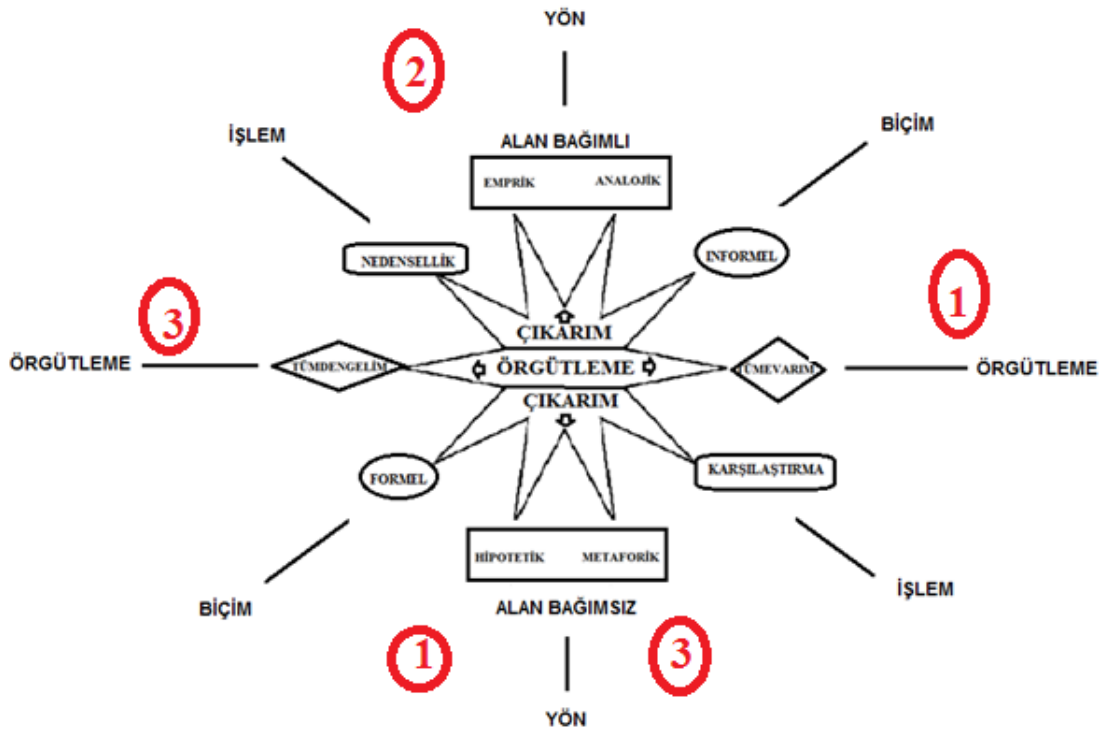 YÖN
2
İŞLEM
BİÇİM
ALAN BAĞIMLI
EMPRİK ANALOJİK
NEDENSELLİK
INFORMEL
3
1
ÇIKARIM
ÖRGÜTLEME
TÜMDENGELİM
ÖRGÜTLEME
TÜMEVARIM
ÖRGÜTLEME
ÇIKARIM
FORMEL
KARŞILAŞTIRMA
HİPOTETİK METAFORİK
BİÇİM
ALAN BAĞIMSIZ
İŞLEM
1
3
YÖN